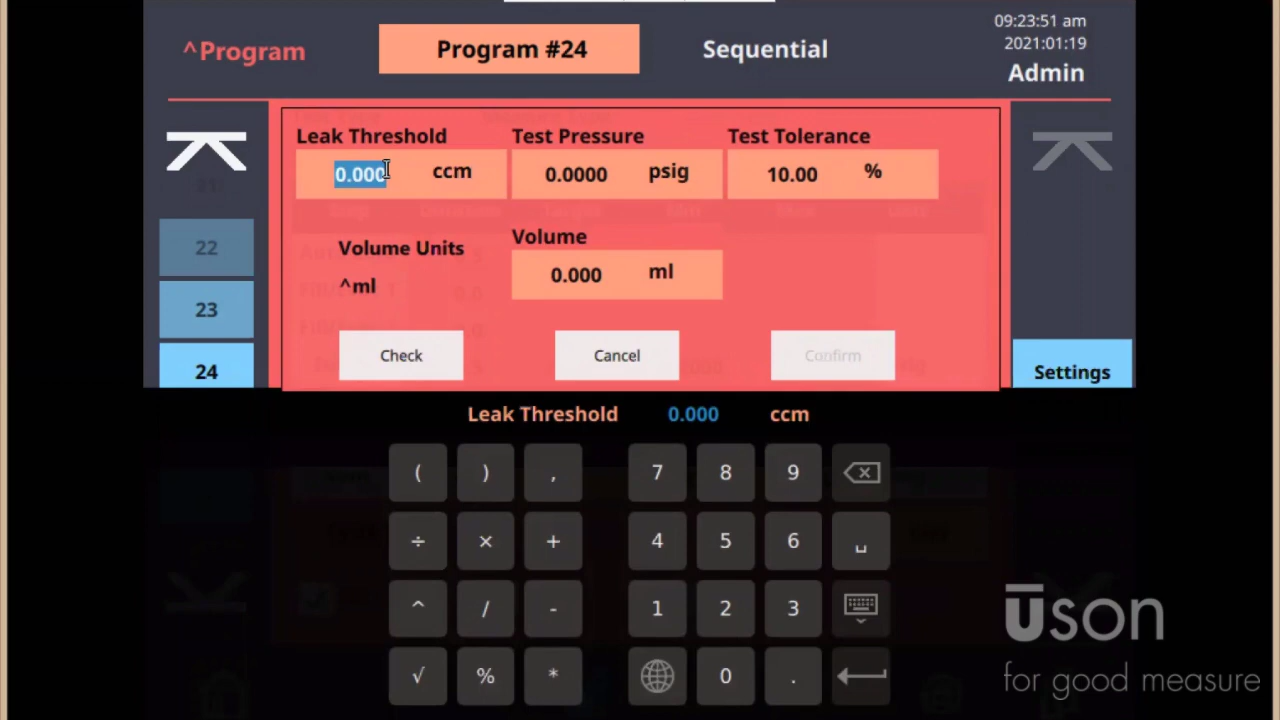 ^Program
Program #24
Sequential
09:23:51 am
2021:01:19
Admin
Leak Threshold
Test Pressure
Test Tolerance
0.000 ccm
0.0000 psig
10.00 %
Volume Units
Volume
^ml
0.000 ml
22
23
24
Check
Cancel
Confirm
Settings
Leak Threshold 0.000 ccm
( ) , 7 8 9
÷ × + 4 5 6
^ / - 1 2 3
√ % * 0 .
Uson
for good measure